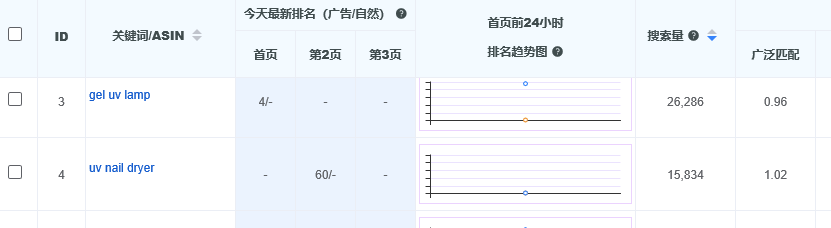 今天最新排名（广告/自然）
首页前24小时
排名趋势图
ID
关键词/ASIN
首页
第2页
第3页
搜索量
广泛匹配
3
gel uv lamp
4/-
-
-
26,286
0.96
4
uv nail dryer
-
60/-
-
15,834
1.02